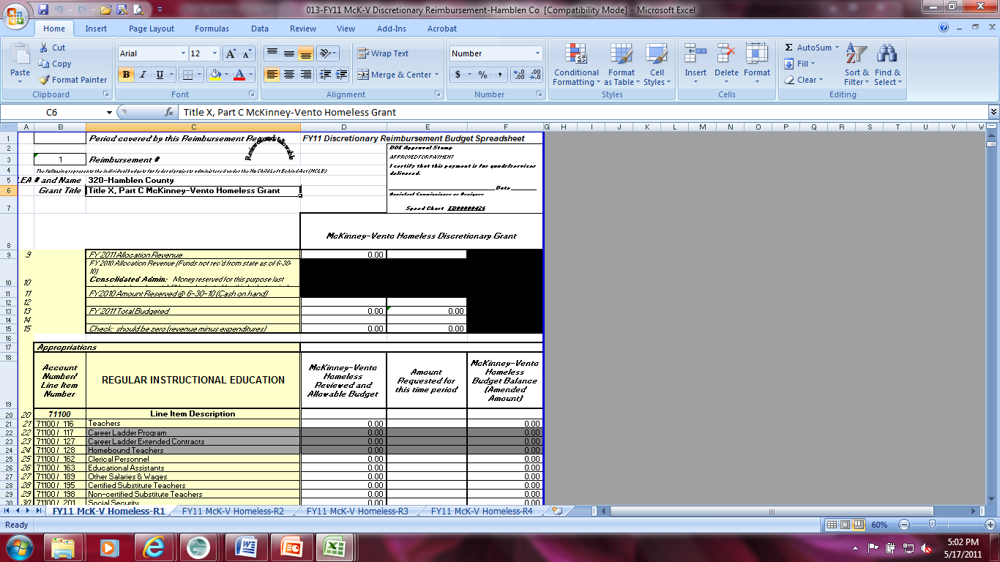 013-FY11 McK-V Discretionary Reimbursement-Hamblen Co [Compatibility Mode] - Microsoft Excel
Home Insert Page Layout Formulas Data Review View Add-Ins Acrobat
Paste
Cut
Copy
Format Painter
Clipboard
Arial 12
B I U
Font
Wrap Text
Merge & Center
Alignment
Number
$ % ,
Number
Conditional Formatting
Format as Table
Cell Styles
Styles
Insert Delete Format
Cells
Σ AutoSum
Fill
Clear
Sort & Filter
Find & Select
Editing
C6 fx Title X, Part C McKinney-Vento Homeless Grant
A B C D E F G H I J K L M N O P Q R S T U V W
1 Period covered by this Reimbursement FY11 Discretionary Reimbursement Budget Spreadsheet
Reviewed Allowable
2 DOE Approval Stamp
3 1 Reimbursement # APPROVED FOR PAYMENT
4 The following represents the individual budgets for federal projects administered under the No Child Left Behind Act (NCLB)
I certify that this payment is for goods/services
delivered.
5 LEA # and Name 320-Hamblen County
6 Grant Title Title X, Part C McKinney-Vento Homeless Grant
Date
Assistant Commissioner or Designee
7 Speed Chart
8 McKinney-Vento Homeless Discretionary Grant
9 9 FY 2011 Allocation Revenue 0.00
10 10 FY 2010 Allocation Revenue (Funds not rec'd from state as of 6-30-
10)
Consolidated Admin: Money reserved for this purpose last
11 11 FY2010 Amount Reserved @ 6-30-10 (Cash on hand)
12 12
13 13 FY 2011 Total Budgeted 0.00 0.00
14 14
15 15 Check: should be zero (revenue minus expenditures) 0.00 0.00
16
17 Appropriations
18
19 Account Number/ Line Item Number
REGULAR INSTRUCTIONAL EDUCATION
McKinney-Vento Homeless Reviewed and Allowable Budget
Amount Requested for this time period
McKinney-Vento Homeless Budget Balance (Amended Amount)
20 20 71100 Line Item Description
21 21 71100 / 116 Teachers 0.00 0.00
22 22 71100 / 117 Career Ladder Program 0.00 0.00
23 23 71100 / 127 Career Ladder Extended Contracts 0.00 0.00
24 24 71100 / 128 Homebound Teachers 0.00 0.00
25 25 71100 / 162 Clerical Personnel 0.00 0.00
26 26 71100 / 163 Educational Assistants 0.00 0.00
27 27 71100 / 189 Other Salaries & Wages 0.00 0.00
28 28 71100 / 195 Certified Substitute Teachers 0.00 0.00
29 29 71100 / 198 Non-certified Substitute Teachers 0.00 0.00
30 30 71100 / 201 Social Security 0.00 0.00
FY11 McK-V Homeless-R1 FY11 McK-V Homeless-R2 FY11 McK-V Homeless-R3 FY11 McK-V Homeless-R4
Ready 60%
5:02 PM
5/17/2011